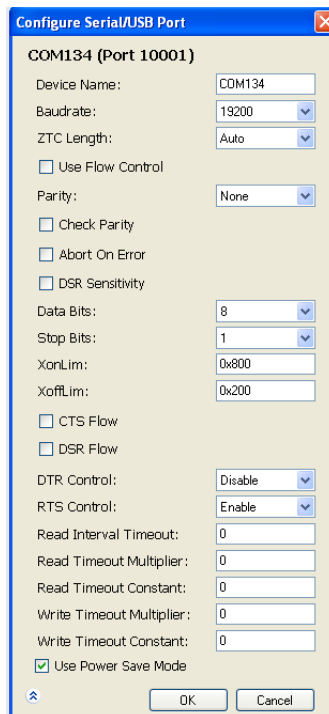 Configure Serial/USB Port
COM134 (Port 10001)
Device Name: COM134
Baudrate: 19200
ZTC Length: Auto
Use Flow Control
Parity: None
Check Parity
Abort On Error
DSR Sensitivity
Data Bits: 8
Stop Bits: 1
XonLim: 0x800
XoffLim: 0x200
CTS Flow
DSR Flow
DTR Control: Disable
RTS Control: Enable
Read Interval Timeout: 0
Read Timeout Multiplier: 0
Read Timeout Constant: 0
Write Timeout Multiplier: 0
Write Timeout Constant: 0
Use Power Save Mode
OK Cancel